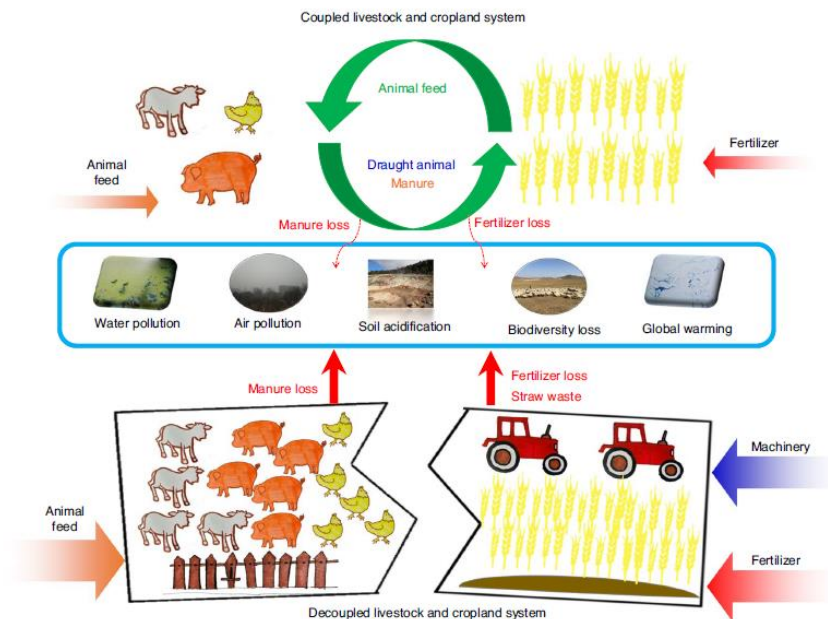 Coupled livestock and cropland system
Animal feed
Animal
feed
Draught animal
Manure
Fertilizer
Manure loss
Fertilizer loss
Water pollution
Air pollution
Soil acidification
Biodiversity loss
Global warming
Manure loss
Fertilizer loss
Straw waste
Machinery
Animal
feed
Fertilizer
Decoupled livestock and cropland system